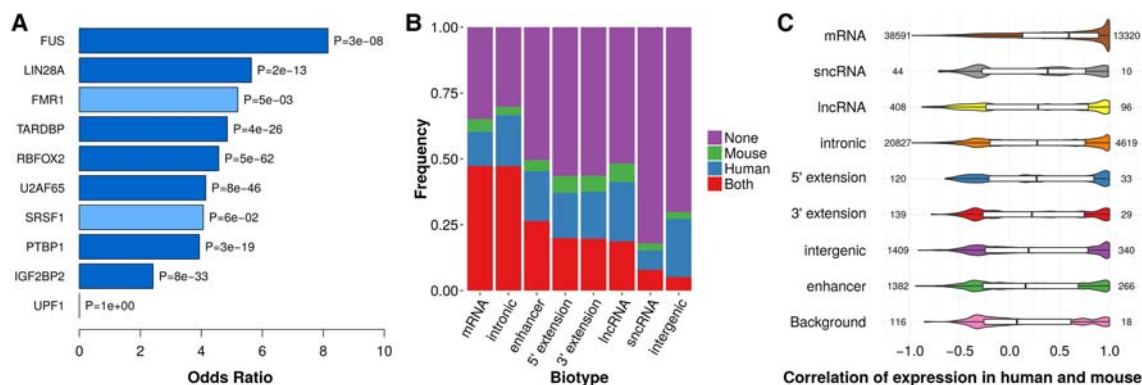 A
FUS
P=3e-08
LIN28A
P=2e-13
FMR1
P=5e-03
TARDBP
P=4e-26
RBFOX2
P=5e-62
U2AF65
P=8e-46
SRSF1
P=6e-02
PTBP1
P=3e-19
IGF2BP2
P=8e-33
UPF1
P=1e+00
0 2 4 6 8 10
Odds Ratio
B
1.00
0.75
0.50
0.25
0.00
Frequency
None
Mouse
Human
Both
mRNA
intronic
enhancer
5' extension
3' extension
lncRNA
sncRNA
intergenic
Biotype
C
mRNA 38591 13320
sncRNA 44 10
lncRNA 408 96
intronic 20827 4619
5' extension 120 33
3' extension 139 29
intergenic 1409 340
enhancer 1382 266
Background 116 18
-1.0 -0.5 0.0 0.5 1.0
Correlation of expression in human and mouse